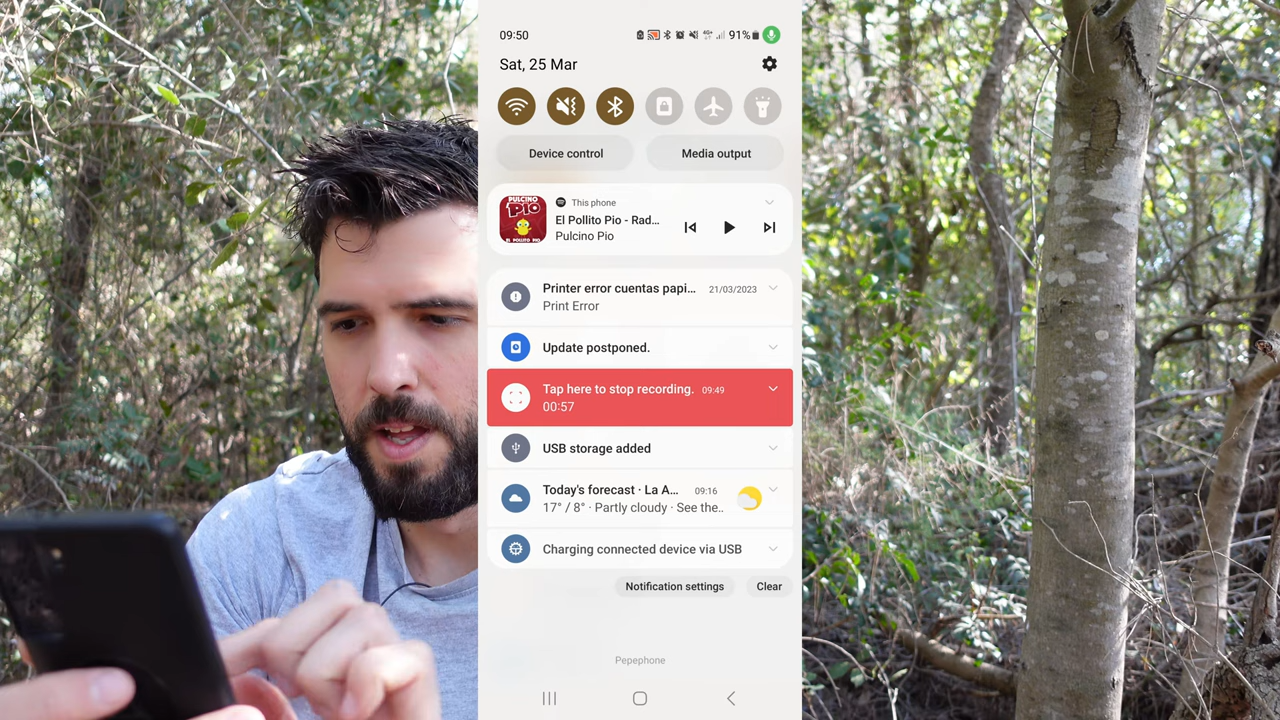 09:50
91%
Sat, 25 Mar
Device control
Media output
PULCINO
PIO
EL POLLITO PIO
This phone
El Pollito Pio - Rad...
Pulcino Pio
Printer error cuentas papi... 21/03/2023
Print Error
Update postponed.
Tap here to stop recording. 09:49
00:57
USB storage added
Today's forecast · La A... 09:16
17° / 8° · Partly cloudy · See the..
Charging connected device via USB
Notification settings
Clear
Pepephone